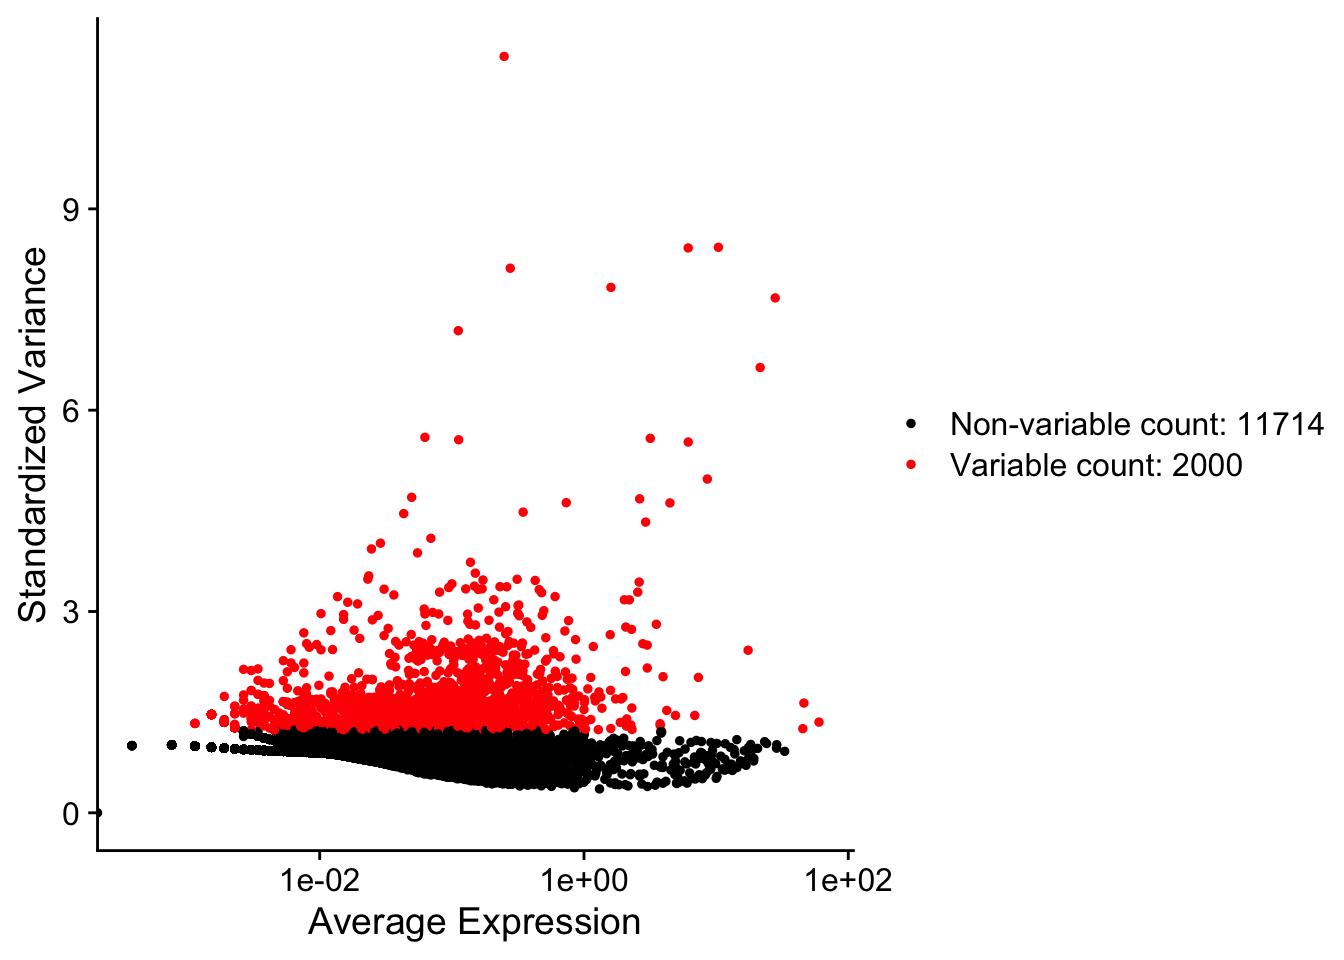 Standardized Variance
9
6
3
0
1e-02
1e+00
1e+02
Average Expression
Non-variable count: 11714
Variable count: 2000